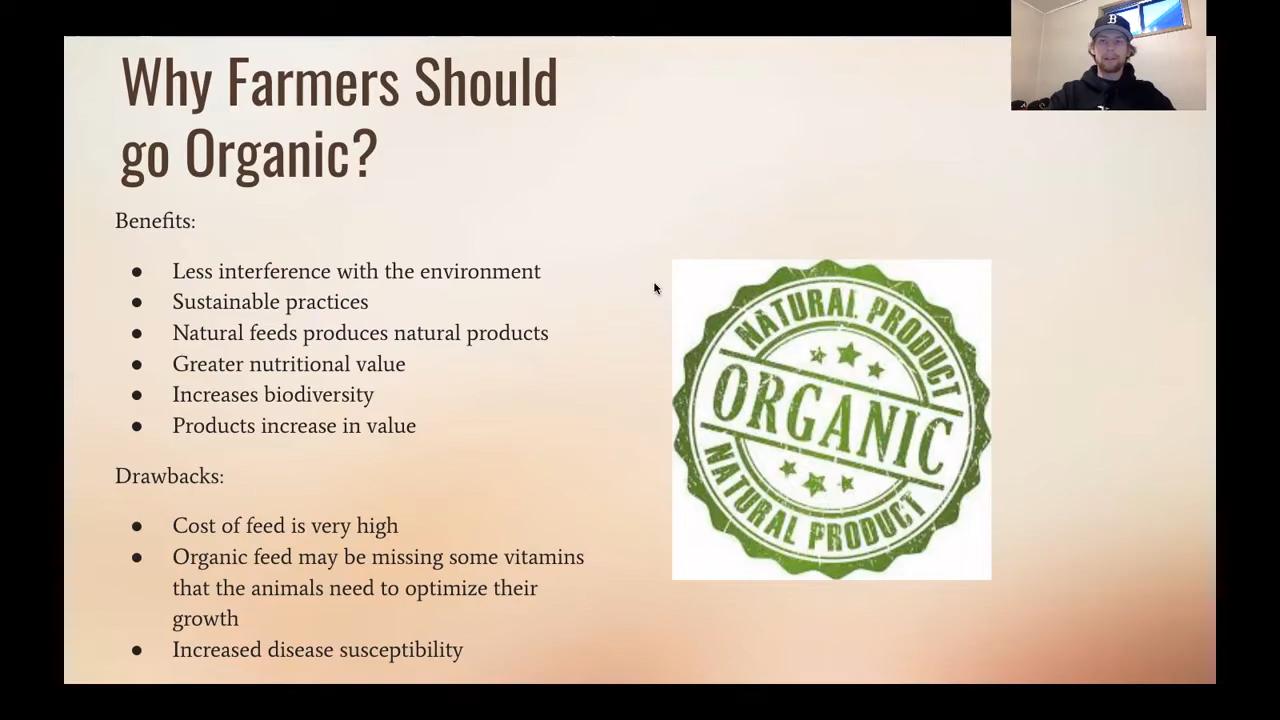 B
Why Farmers Should
go Organic?
Benefits:
● Less interference with the environment
● Sustainable practices
● Natural feeds produces natural products
● Greater nutritional value
● Increases biodiversity
● Products increase in value
Drawbacks:
● Cost of feed is very high
● Organic feed may be missing some vitamins
that the animals need to optimize their
growth
● Increased disease susceptibility
NATURAL PRODUCT
ORGANIC
NATURAL PRODUCT